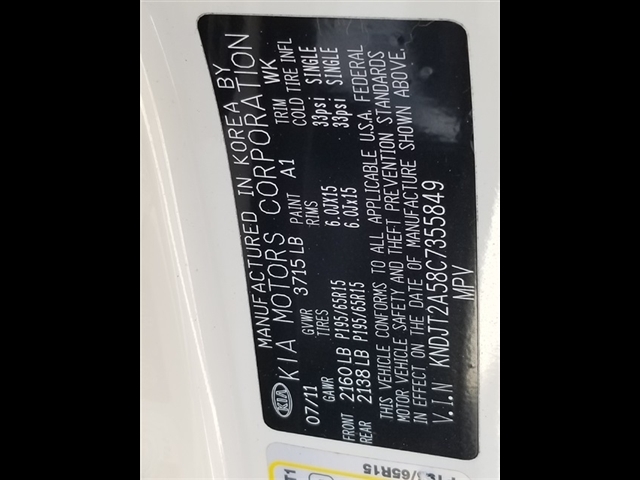 MANUFACTURED IN KOREA BY
KIA KIA MOTORS CORPORATION
07/11 GVWR 3715 LB PAINT A1 TRIM WK
GAWR TIRES RIMS COLD TIRE INFL
FRONT 2160 LB P195/65R15 6.0Jx15 33psi SINGLE
REAR 2138 LB P195/65R15 6.0Jx15 33psi SINGLE
THIS VEHICLE CONFORMS TO ALL APPLICABLE U.S.A. FEDERAL
MOTOR VEHICLE SAFETY AND THEFT PREVENTION STANDARDS
IN EFFECT ON THE DATE OF MANUFACTURE SHOWN ABOVE.
V.I.N KNDJT2A58C7355849
MPV
/65R15